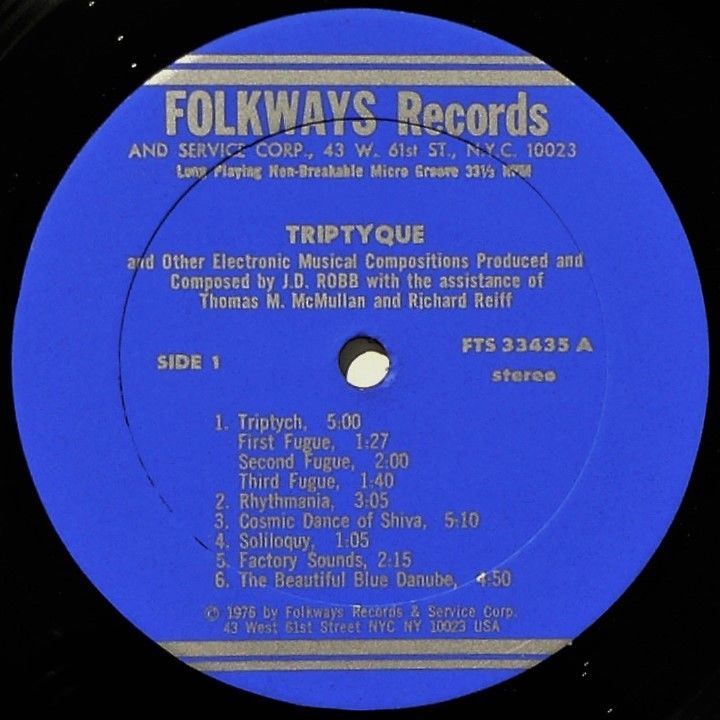 FOLKWAYS Records
AND SERVICE CORP., 43 W. 61st ST., N.Y.C. 10023
Long Playing Non-Breakable Micro Groove 33⅓ RPM
TRIPTYQUE
and Other Electronic Musical Compositions Produced and
Composed by J.D. ROBB with the assistance of
Thomas M. McMullan and Richard Reiff
SIDE 1
FTS 33435 A
stereo
1. Triptych, 5:00
First Fugue, 1:27
Second Fugue, 2:00
Third Fugue, 1:40
2. Rhythmania, 3:05
3. Cosmic Dance of Shiva, 5:10
4. Soliloquy, 1:05
5. Factory Sounds, 2:15
6. The Beautiful Blue Danube, 4:50
© 1976 by Folkways Records & Service Corp.
43 West 61st Street NYC NY 10023 USA